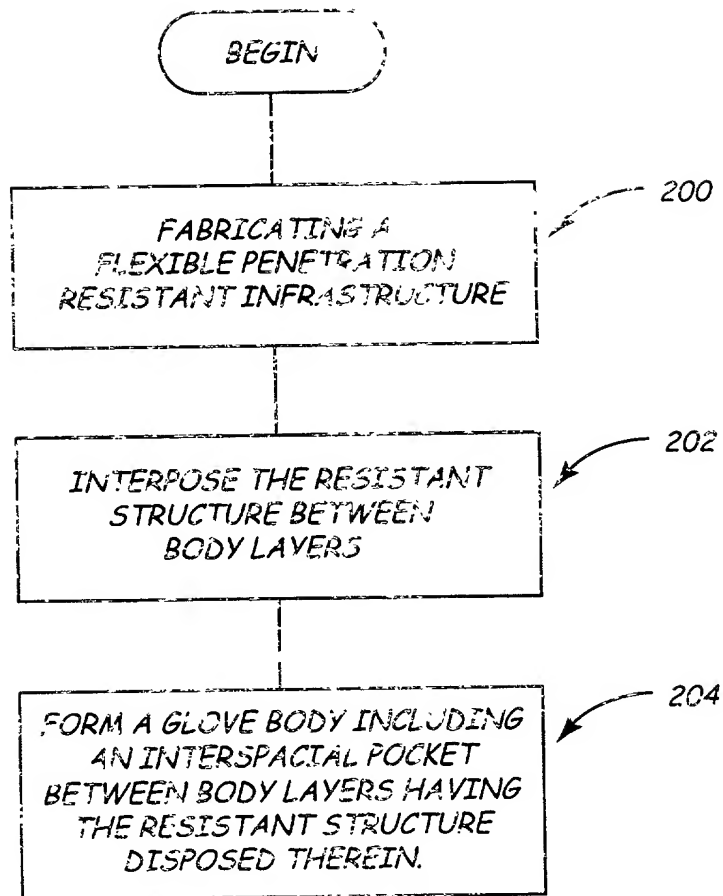 BEGIN
200
FABRICATING A
FLEXIBLE PENETRATION
RESISTANT INFRASTRUCTURE
202
INTERPOSE THE RESISTANT
STRUCTURE BETWEEN
BODY LAYERS
204
FORM A GLOVE BODY INCLUDING
AN INTERSPACIAL POCKET
BETWEEN BODY LAYERS HAVING
THE RESISTANT STRUCTURE
DISPOSED THEREIN.